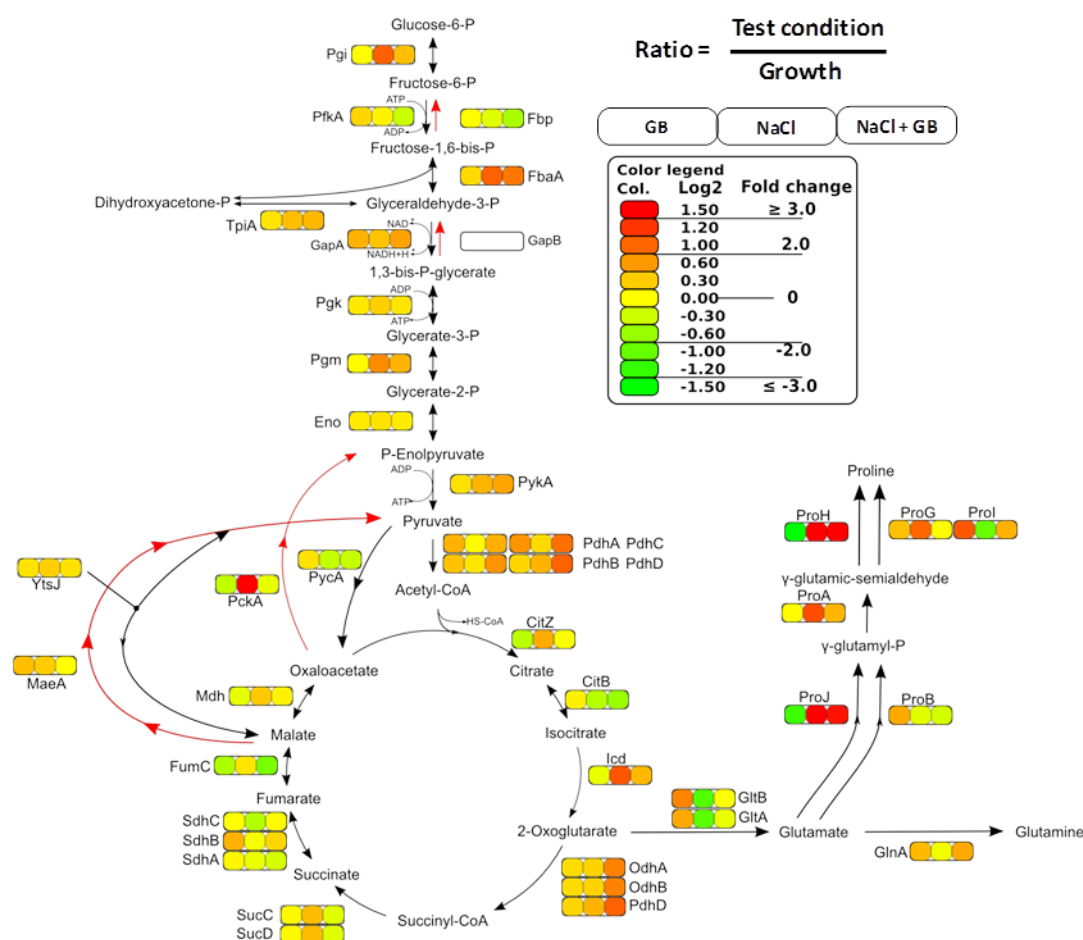 Glucose-6-P
Pgi
Fructose-6-P
ATP
PfkA
Fbp
ADP
Fructose-1,6-bis-P
FbaA
Dihydroxyacetone-P
Glyceraldehyde-3-P
TpiA
NAD+
GapA
GapB
NADH+H+
1,3-bis-P-glycerate
ADP
Pgk
ATP
Glycerate-3-P
Pgm
Glycerate-2-P
Eno
P-Enolpyruvate
ADP
PykA
ATP
Pyruvate
PdhA PdhC
PdhB PdhD
PycA
YtsJ
PckA
Acetyl-CoA
HS-CoA
CitZ
MaeA
Oxaloacetate
Citrate
Mdh
CitB
Malate
Isocitrate
FumC
Icd
Fumarate
SdhC
SdhB
SdhA
2-Oxoglutarate
GltB
GltA
Glutamate
Glutamine
GlnA
Succinate
OdhA
OdhB
PdhD
SucC
SucD
Succinyl-CoA
Ratio =
Test condition
Growth
GB NaCl NaCl + GB
Color legend
Col. Log2 Fold change
1.50 ≥ 3.0
1.20
1.00 2.0
0.60
0.30
0.00 0
-0.30
-0.60
-1.00 -2.0
-1.20
-1.50 ≤ -3.0
Proline
ProH
ProG ProI
γ-glutamic-semialdehyde
ProA
γ-glutamyl-P
ProJ
ProB